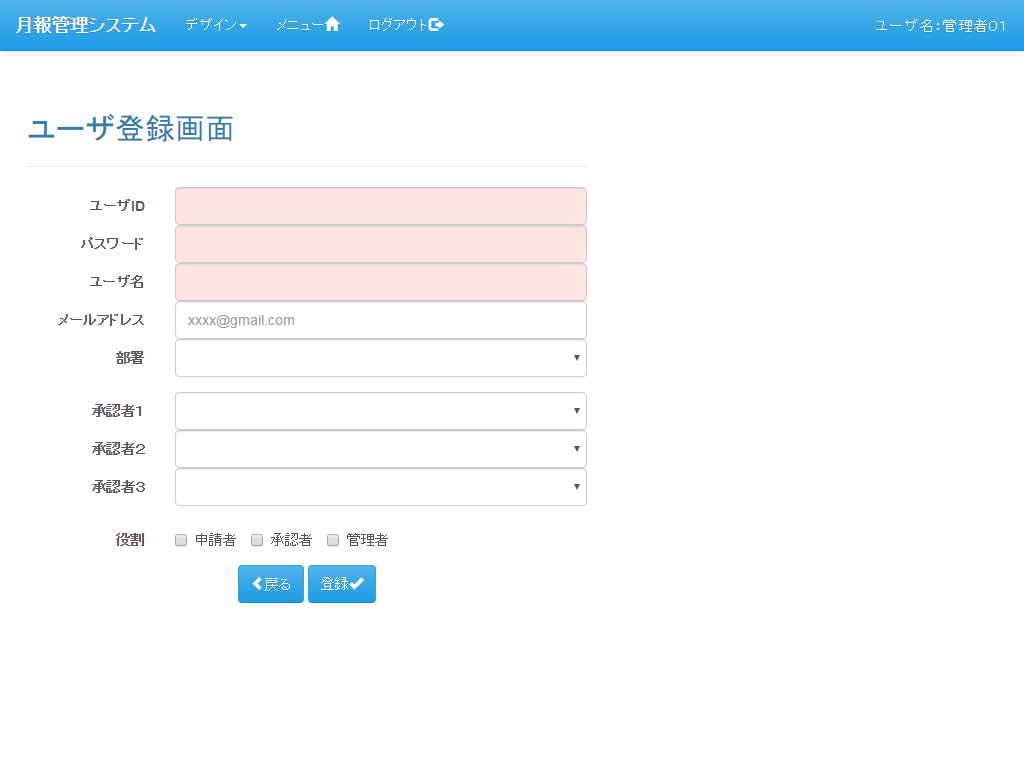 月報管理システム デザイン メニュー ログアウト ユーザ名:管理者01
ユーザ登録画面
ユーザID
パスワード
ユーザ名
メールアドレス xxxx@gmail.com
部署
承認者1
承認者2
承認者3
役割 申請者 承認者 管理者
戻る 登録